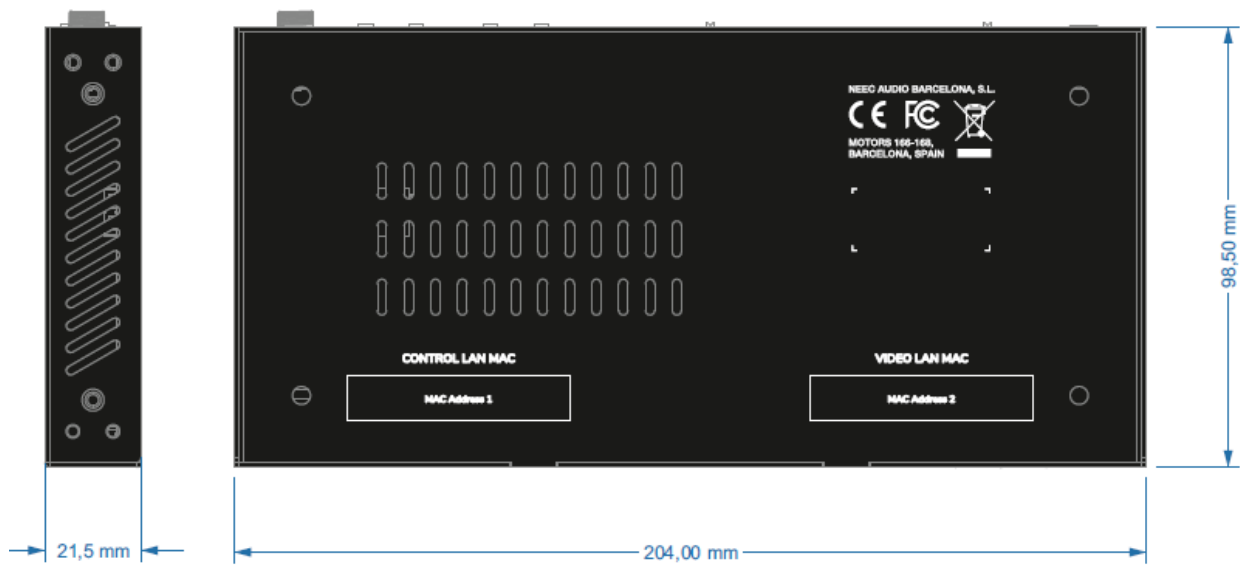 NEEC AUDIO BARCELONA, S.L.
CE FC
MOTORS 166-168,
BARCELONA, SPAIN
98,50 mm
CONTROL LAN MAC
VIDEO LAN MAC
MAC Address 1
MAC Address 2
21,5 mm
204,00 mm